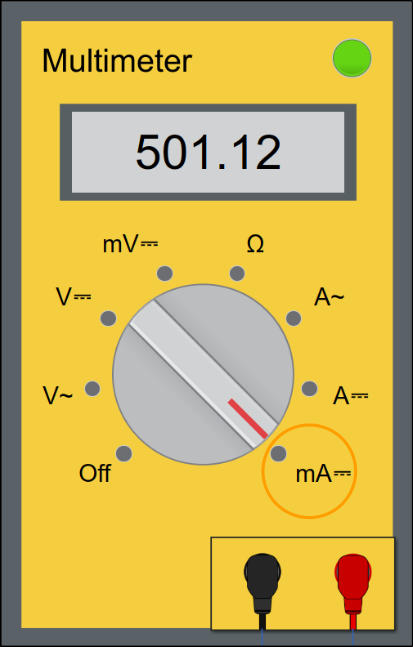 Multimeter
501.12
mV⎓
Ω
V⎓
A~
V~
A⎓
Off
mA⎓